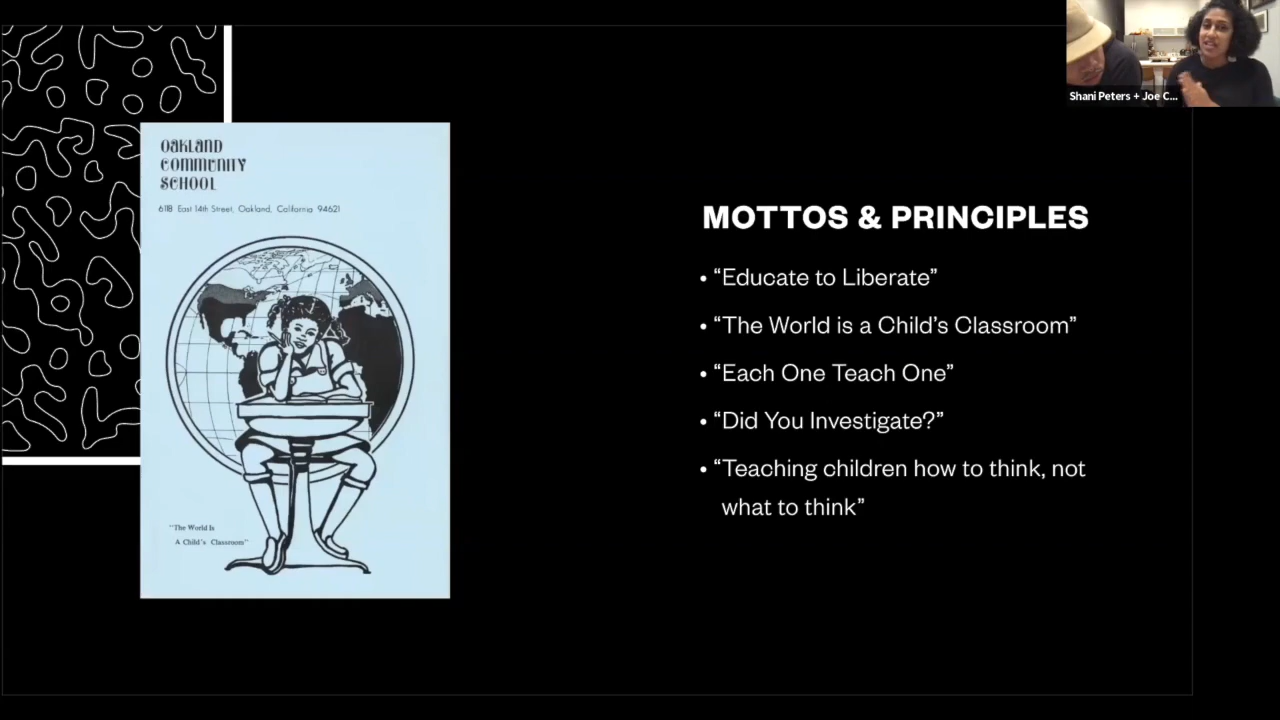 OAKLAND
COMMUNITY
SCHOOL
6118 East 14th Street, Oakland, California 94621
"The World Is
A Child's Classroom"
MOTTOS & PRINCIPLES
• “Educate to Liberate”
• “The World is a Child’s Classroom”
• “Each One Teach One”
• “Did You Investigate?”
• “Teaching children how to think, not
what to think”
Shani Peters + Joe C...